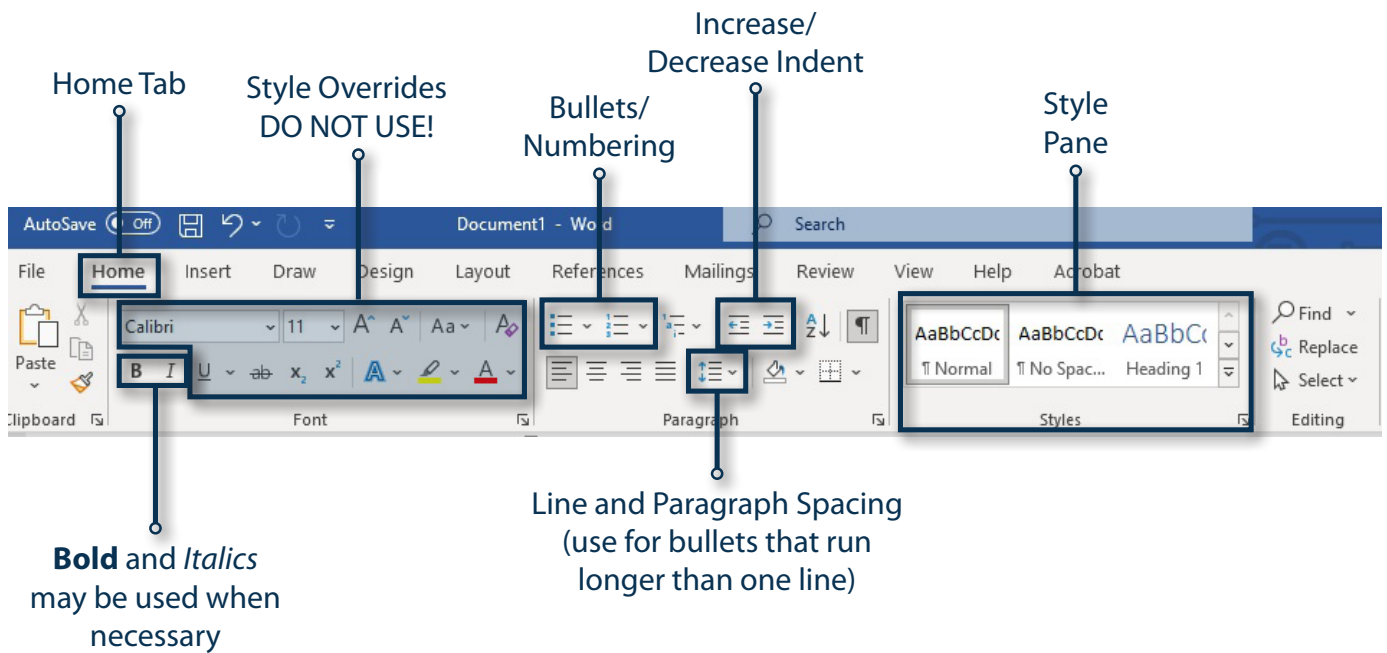 Increase/
Decrease Indent
Home Tab
Style Overrides
DO NOT USE!
Bullets/
Numbering
Style
Pane
AutoSave Off Document1 - Word Search
File Home Insert Draw Design Layout References Mailings Review View Help Acrobat
Calibri 11 A^ A˅ Aa A
Paste
B I U ab x₂ x² A A
AaBbCcDc AaBbCcDc AaBbCc
¶ Normal ¶ No Spac... Heading 1
Find
Replace
Select
Clipboard Font Paragraph Styles Editing
Line and Paragraph Spacing
(use for bullets that run
longer than one line)
Bold and Italics
may be used when
necessary